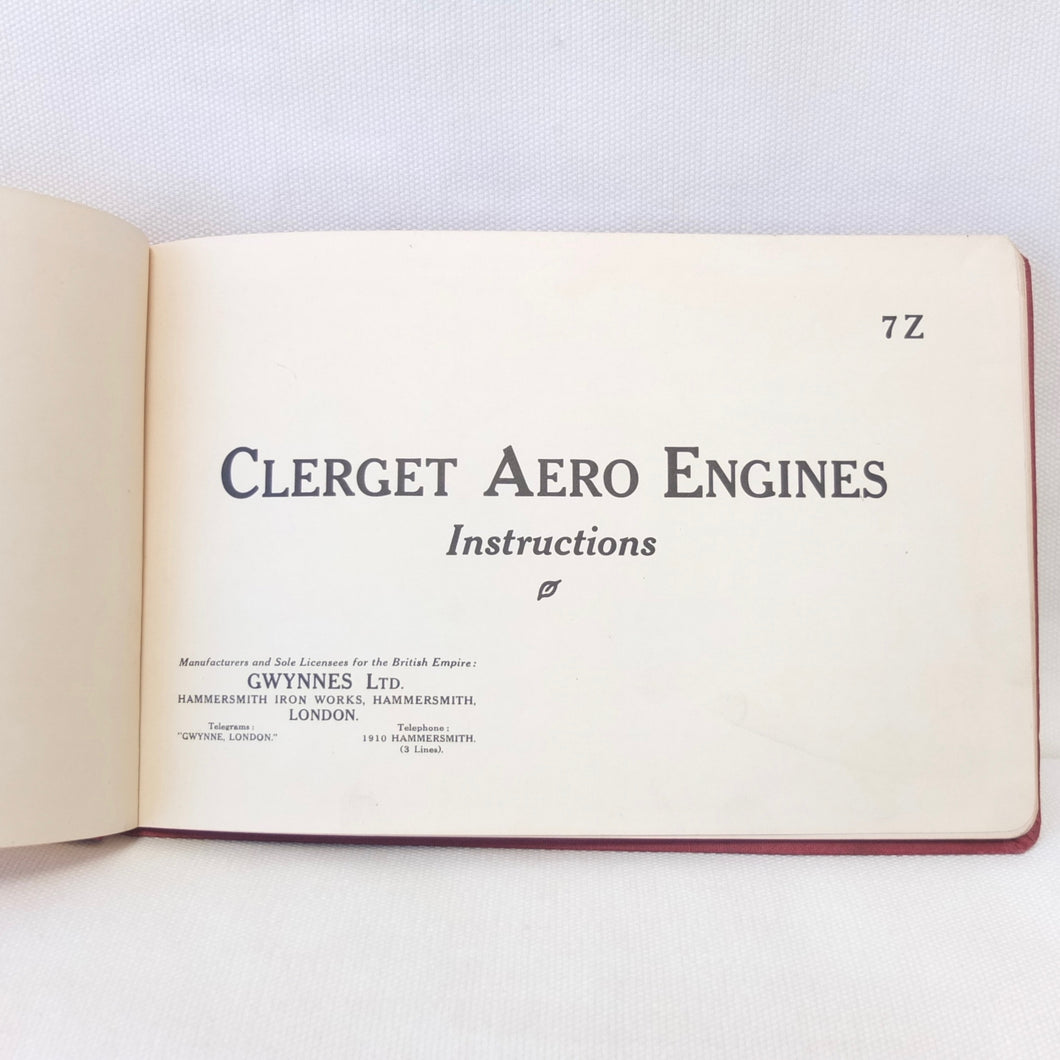 7 Z
CLERGET AERO ENGINES
Instructions
Manufacturers and Sole Licensees for the British Empire:
GWYNNES LTD.
HAMMERSMITH IRON WORKS, HAMMERSMITH,
LONDON.
Telegrams: Telephone:
"GWYNNE, LONDON." 1910 HAMMERSMITH.
(3 Lines).